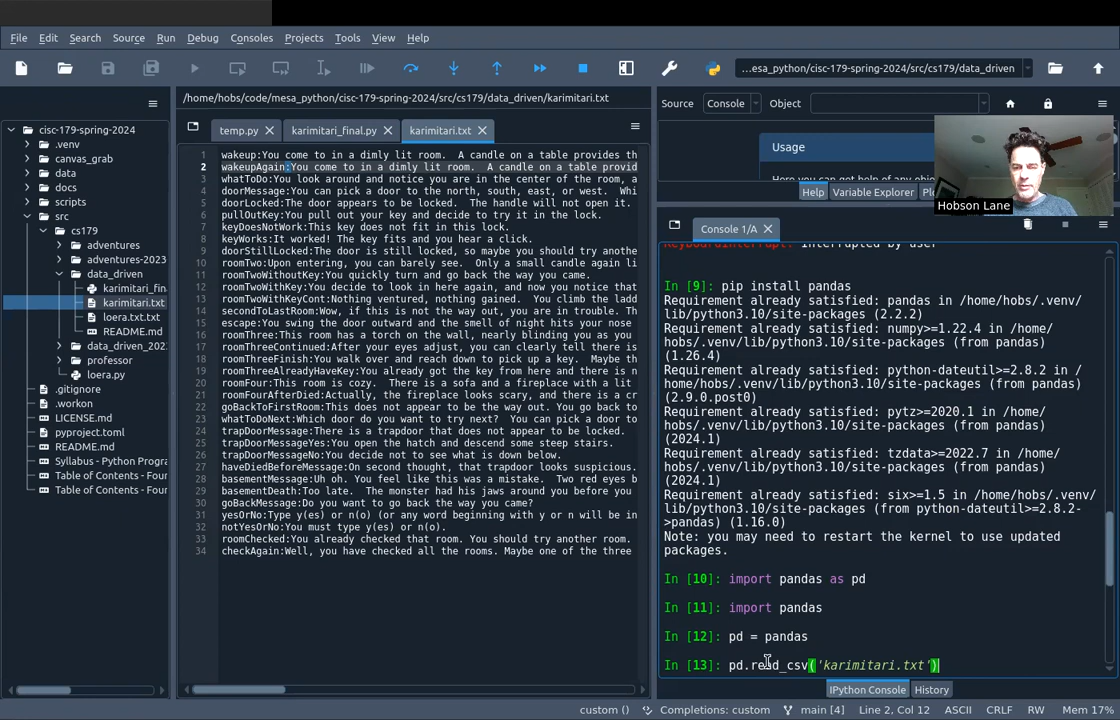 File Edit Search Source Run Debug Consoles Projects Tools View Help
...esa_python/cisc-179-spring-2024/src/cs179/data_driven
cisc-179-spring-2024
.venv
canvas_grab
data
docs
scripts
src
cs179
adventures
adventures-2023
data_driven
karimitari_fin
karimitari.txt
loera.txt.txt
README.md
data_driven_202
professor
loera.py
.gitignore
.workon
LICENSE.md
pyproject.toml
README.md
Syllabus - Python Progra
Table of Contents - Four
Table of Contents - Four
/home/hobs/code/mesa_python/cisc-179-spring-2024/src/cs179/data_driven/karimitari.txt
temp.py karimitari_final.py karimitari.txt
1 wakeup:You come to in a dimly lit room.  A candle on a table provides th
2 wakeupAgain:You come to in a dimly lit room.  A candle on a table provid
3 whatToDo:You look around and notice you are in the center of the room, a
4 doorMessage:You can pick a door to the north, south, east, or west.  Whi
5 doorLocked:The door appears to be locked.  The handle will not open it.
6 pullOutKey:You pull out your key and decide to try it in the lock.
7 keyDoesNotWork:This key does not fit in this lock.
8 keyWorks:It worked! The key fits and you hear a click.
9 doorStillLocked:The door is still locked, so maybe you should try anothe
10 roomTwo:Upon entering, you can barely see.  Only a small candle again li
11 roomTwoWithoutKey:You quickly turn and go back the way you came.
12 roomTwoWithKey:You decide to look in here again, and now you notice that
13 roomTwoWithKeyCont:Nothing ventured, nothing gained.  You climb the ladd
14 secondToLastRoom:Wow, if this is not the way out, you are in trouble. Th
15 escape:You swing the door outward and the smell of night hits your nose
16 roomThree:This room has a torch on the wall, nearly blinding you as you
17 roomThreeContinued:After your eyes adjust, you can clearly tell there is
18 roomThreeFinish:You walk over and reach down to pick up a key.  Maybe th
19 roomThreeAlreadyHaveKey:You already got the key from here and there is n
20 roomFour:This room is cozy.  There is a sofa and a fireplace with a lit
21 roomFourAfterDied:Actually, the fireplace looks scary, and there is a cr
22 goBackToFirstRoom:This does not appear to be the way out. You go back to
23 whatToDoNext:Which door do you want to try next?  You can pick a door to
24 trapDoorMessage:There is a trapdoor that does not appear to be locked.
25 trapDoorMessageYes:You open the hatch and descend some steep stairs.
26 trapDoorMessageNo:You decide not to see what is down below.
27 haveDiedBeforeMessage:On second thought, that trapdoor looks suspicious.
28 basementMessage:Uh oh. You feel like this was a mistake.  Two red eyes b
29 basementDeath:Too late.  The monster had his jaws around you before you
30 goBackMessage:Do you want to go back the way you came?
31 yesOrNo:Type y(es) or n(o) (or any word beginning with y or n will be in
32 notYesOrNo:You must type y(es) or n(o).
33 roomChecked:You already checked that room. You should try another room.
34 checkAgain:Well, you have checked all the rooms. Maybe one of the three
Source Console Object
Usage
Here you can get help of any
Help Variable Explorer Plo
Hobson Lane
Console 1/A
KeyboardInterrupt: Interrupted by user
In [9]: pip install pandas
Requirement already satisfied: pandas in /home/hobs/.venv/
lib/python3.10/site-packages (2.2.2)
Requirement already satisfied: numpy>=1.22.4 in /home/
hobs/.venv/lib/python3.10/site-packages (from pandas)
(1.26.4)
Requirement already satisfied: python-dateutil>=2.8.2 in /
home/hobs/.venv/lib/python3.10/site-packages (from pandas)
(2.9.0.post0)
Requirement already satisfied: pytz>=2020.1 in /home/
hobs/.venv/lib/python3.10/site-packages (from pandas)
(2024.1)
Requirement already satisfied: tzdata>=2022.7 in /home/
hobs/.venv/lib/python3.10/site-packages (from pandas)
(2024.1)
Requirement already satisfied: six>=1.5 in /home/hobs/.venv/
lib/python3.10/site-packages (from python-dateutil>=2.8.2-
>pandas) (1.16.0)
Note: you may need to restart the kernel to use updated
packages.
In [10]: import pandas as pd
In [11]: import pandas
In [12]: pd = pandas
In [13]: pd.read_csv('karimitari.txt')
IPython Console History
custom () Completions: custom main [4] Line 2, Col 12 ASCII CRLF RW Mem 17%